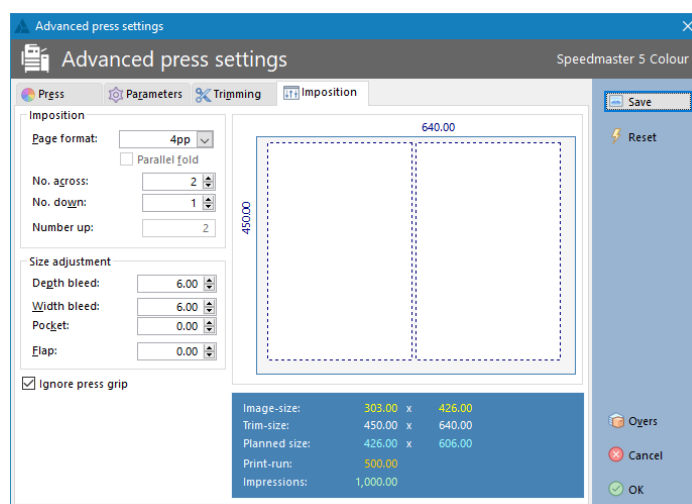 Advanced press settings
Advanced press settings
Speedmaster 5 Colour
Press
Parameters
Trimming
Imposition
Save
Reset
Imposition
Page format:
4pp
Parallel fold
No. across:
2
No. down:
1
Number up:
2
640.00
450.00
Size adjustment
Depth bleed:
6.00
Width bleed:
6.00
Pocket:
0.00
Flap:
0.00
Ignore press grip
Image-size: 303.00 x 426.00
Trim-size: 450.00 x 640.00
Planned size: 426.00 x 606.00
Print-run: 500.00
Impressions: 1,000.00
Overs
Cancel
OK